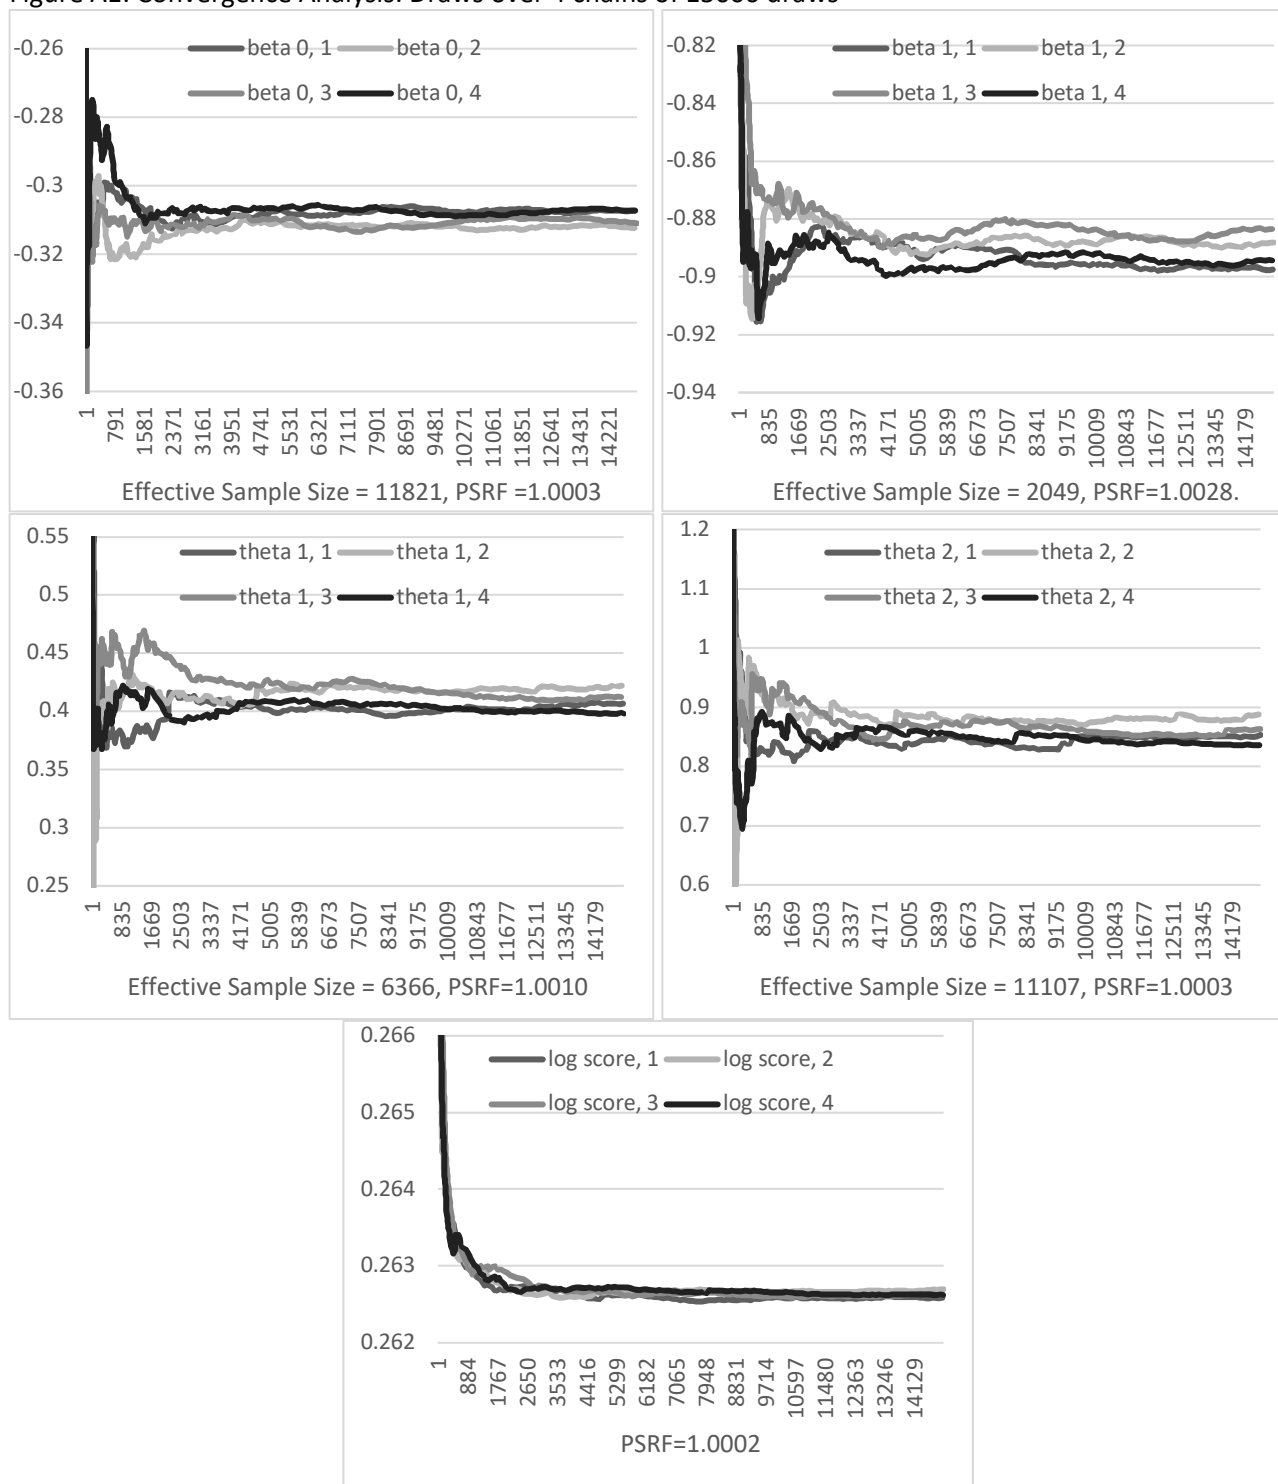 -0.26
-0.28
-0.3
-0.32
-0.34
-0.36
beta 0, 1 beta 0, 2
beta 0, 3 beta 0, 4
1 791 1581 2371 3161 3951 4741 5531 6321 7111 7901 8691 9481 10271 11061 11851 12641 13431 14221
Effective Sample Size = 11821, PSRF =1.0003
-0.82
-0.84
-0.86
-0.88
-0.9
-0.92
-0.94
beta 1, 1 beta 1, 2
beta 1, 3 beta 1, 4
1 835 1669 2503 3337 4171 5005 5839 6673 7507 8341 9175 10009 10843 11677 12511 13345 14179
Effective Sample Size = 2049, PSRF=1.0028.
0.55
0.5
0.45
0.4
0.35
0.3
0.25
theta 1, 1 theta 1, 2
theta 1, 3 theta 1, 4
1 835 1669 2503 3337 4171 5005 5839 6673 7507 8341 9175 10009 10843 11677 12511 13345 14179
Effective Sample Size = 6366, PSRF=1.0010
1.2
1.1
1
0.9
0.8
0.7
0.6
theta 2, 1 theta 2, 2
theta 2, 3 theta 2, 4
1 835 1669 2503 3337 4171 5005 5839 6673 7507 8341 9175 10009 10843 11677 12511 13345 14179
Effective Sample Size = 11107, PSRF=1.0003
0.266
0.265
0.264
0.263
0.262
log score, 1 log score, 2
log score, 3 log score, 4
1 884 1767 2650 3533 4416 5299 6182 7065 7948 8831 9714 10597 11480 12363 13246 14129
PSRF=1.0002